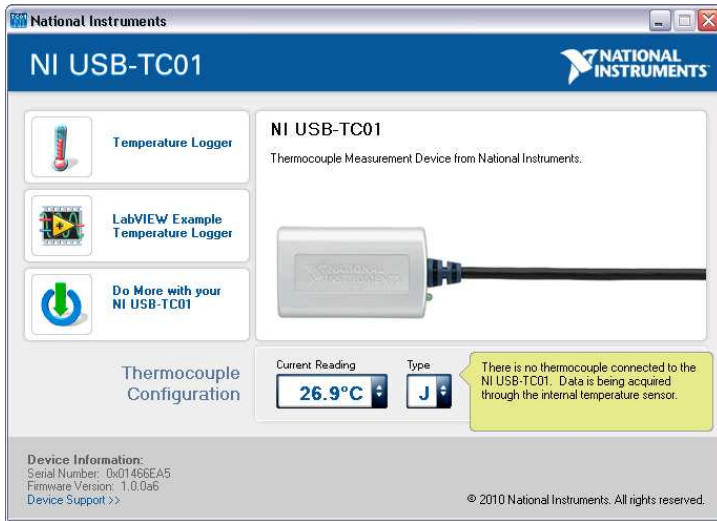 National Instruments
NI USB-TC01
NATIONAL
INSTRUMENTS
Temperature Logger
LabVIEW Example
Temperature Logger
Do More with your
NI USB-TC01
NI USB-TC01
Thermocouple Measurement Device from National Instruments.
NATIONAL
INSTRUMENTS
Thermocouple
Configuration
Current Reading
26.9°C
Type
J
There is no thermocouple connected to the
NI USB-TC01. Data is being acquired
through the internal temperature sensor.
Device Information:
Serial Number: 0x01466EA5
Firmware Version: 1.0.0a6
Device Support >>
© 2010 National Instruments. All rights reserved.